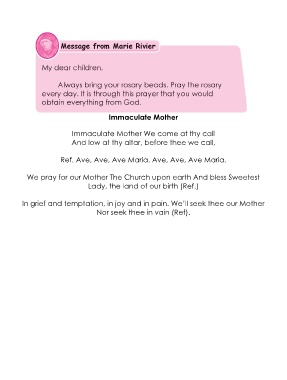 Message from Marie Rivier
My dear children,
Always bring your rosary beads. Pray the rosary
every day. It is through this prayer that you would
obtain everything from God.
Immaculate Mother
Immaculate Mother We come at thy call
And low at thy altar, before thee we call,
Ref. Ave, Ave, Ave Maria. Ave, Ave, Ave Maria.
We pray for our Mother The Church upon earth And bless Sweetest
Lady, the land of our birth (Ref.)
In grief and temptation, in joy and in pain. We'll seek thee our Mother
Nor seek thee in vain (Ref).